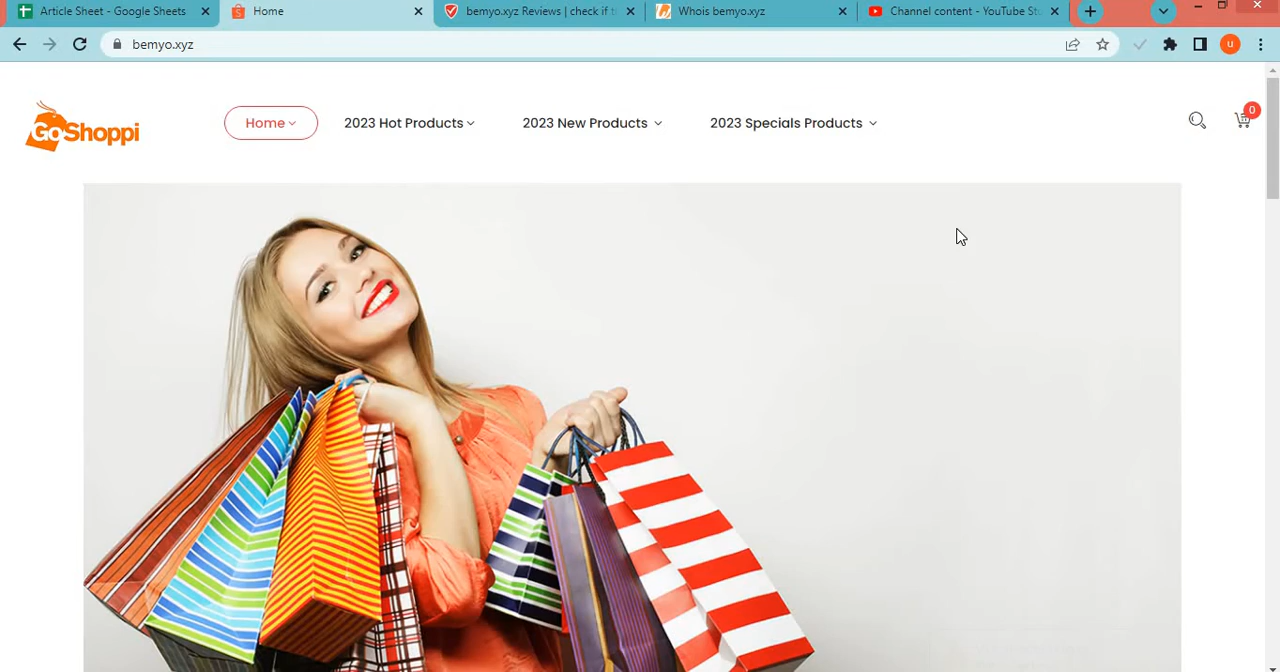 Article Sheet - Google Sheets
Home
bemyo.xyz Reviews | check if t
Whois bemyo.xyz
Channel content - YouTube St
u
bemyo.xyz
GoShoppi
Home
2023 Hot Products
2023 New Products
2023 Specials Products
0